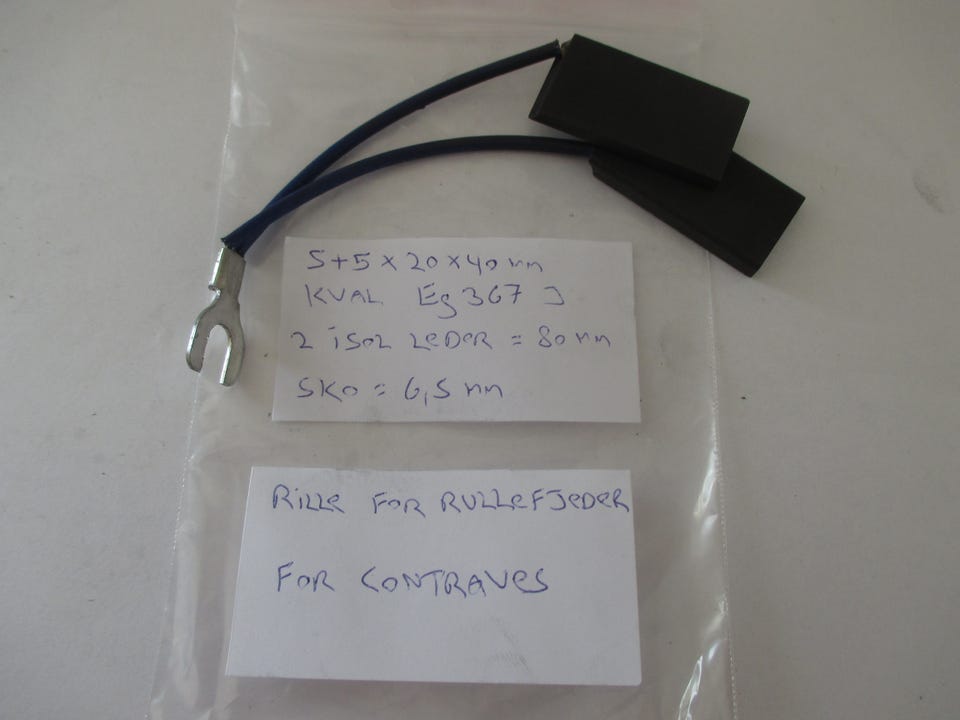 5+5 x 20 x 40 mm
KVAL Eg 367 J
2 isol LeDer = 80 mm
SKO = 6,5 mm
RiLLe FOR RULLeFJeDeR
FOR CONTRAVeS